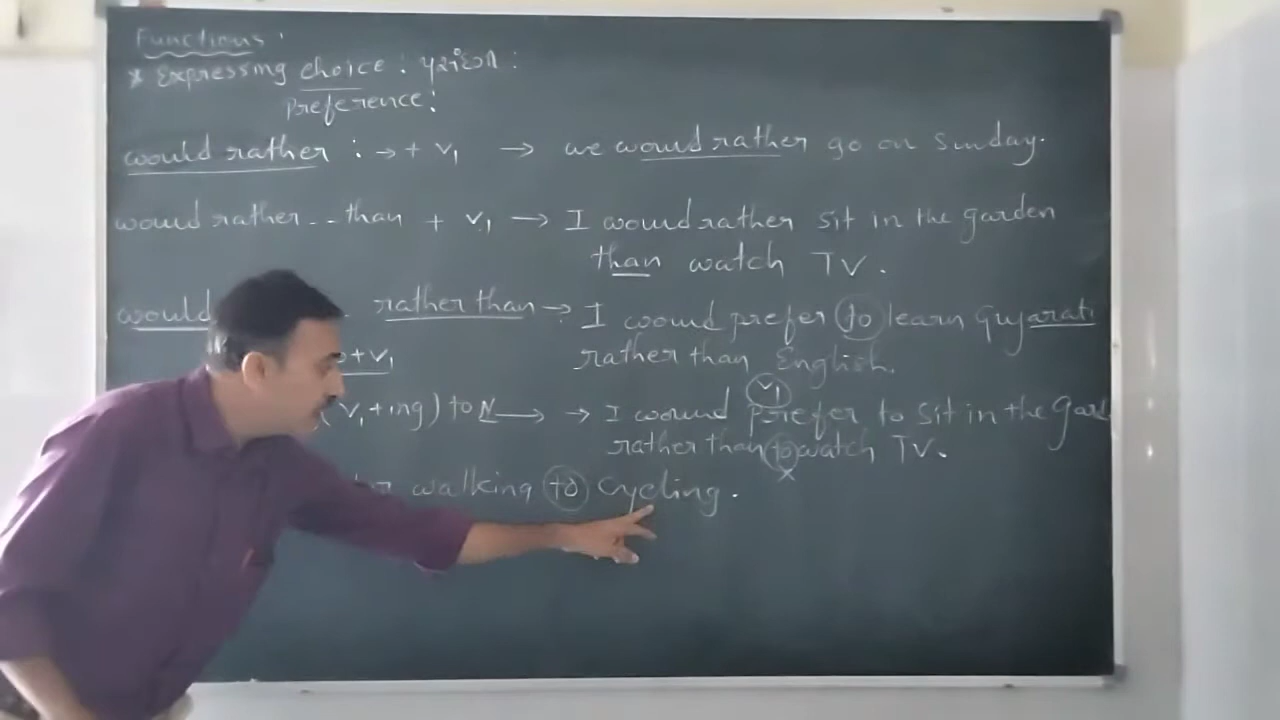 Functions:
* Expressing choice : પસંદગી :
Preference!
would rather : → + V₁ → we would rather go on Sunday.
would rather .. than + V₁ → I would rather sit in the garden
than watch TV.
would rather than → I would prefer to learn Gujarati
+V₁ rather than English.
V₁
(V₁+ing) to N → → I would prefer to sit in the
rather than to watch TV.
x
walking to cycling.